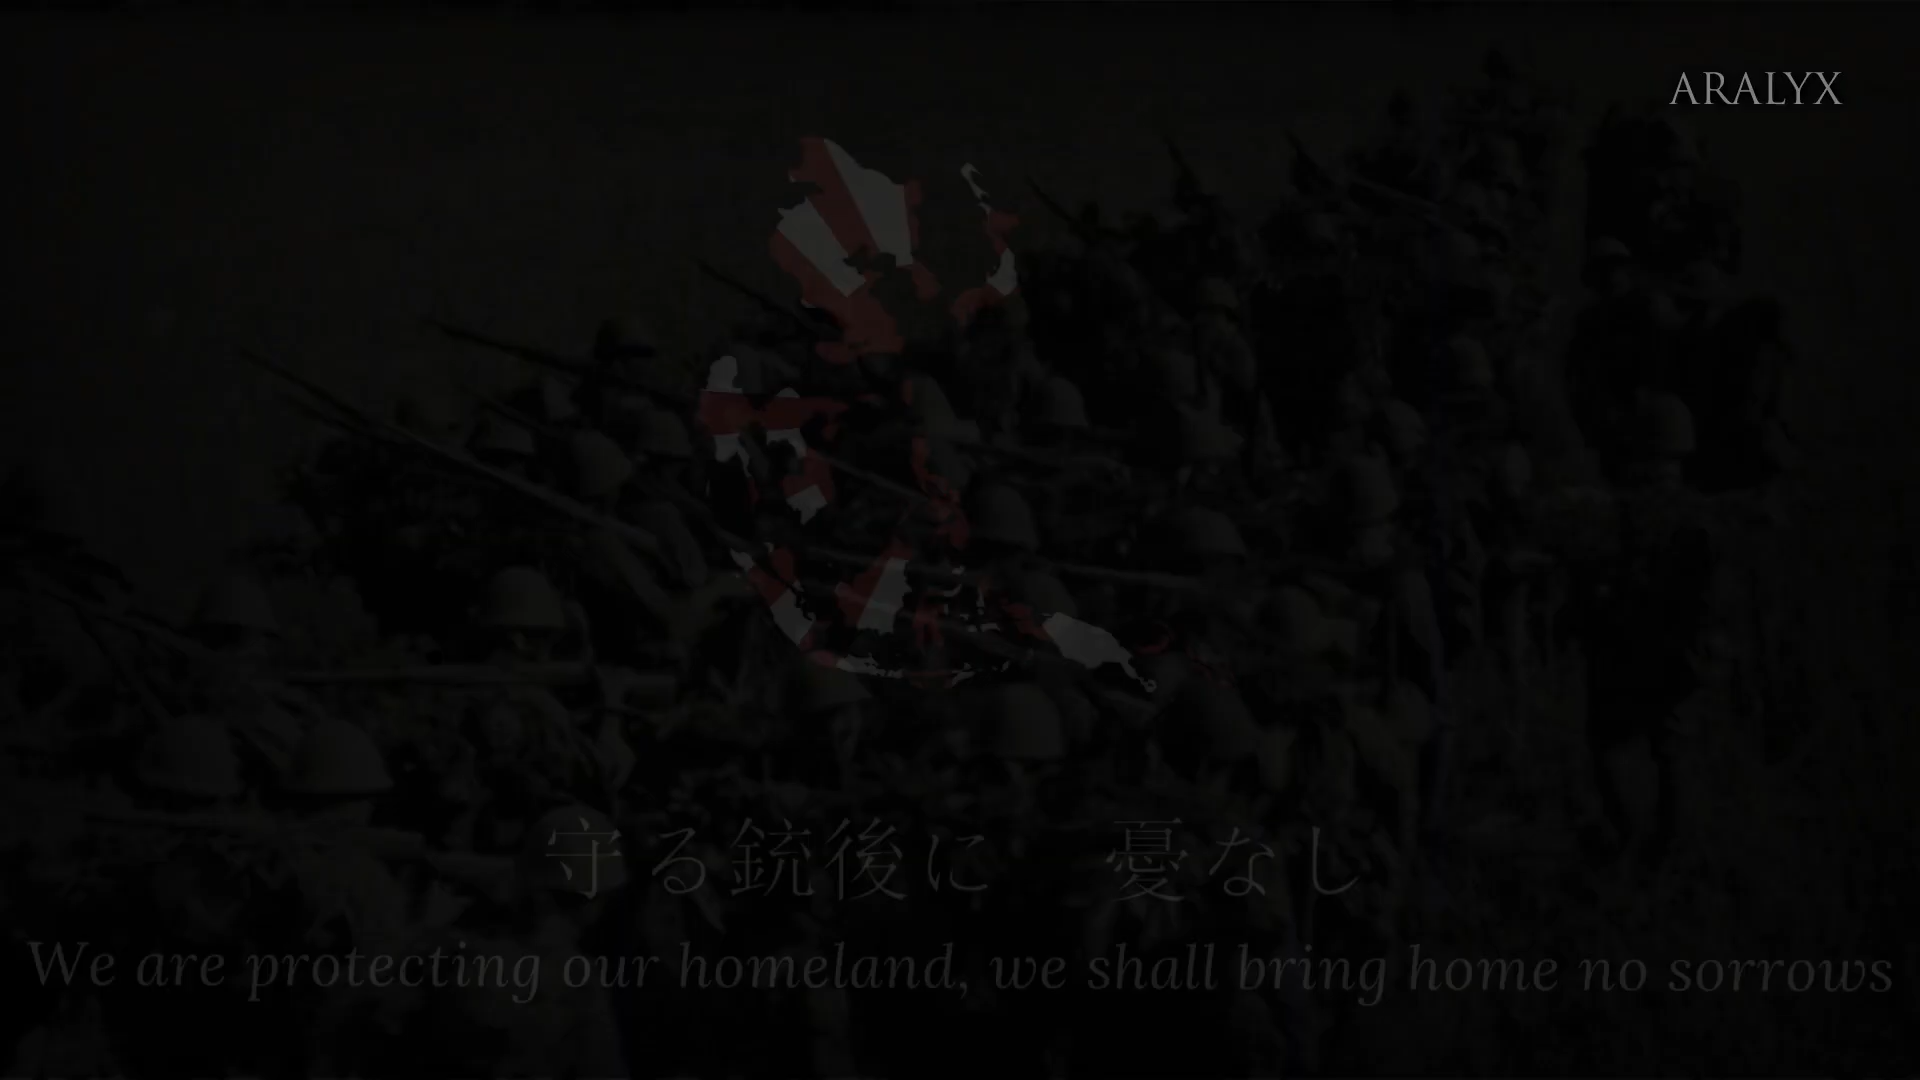 ARALYX
守る銃後に　憂なし
We are protecting our homeland, we shall bring home no sorrows